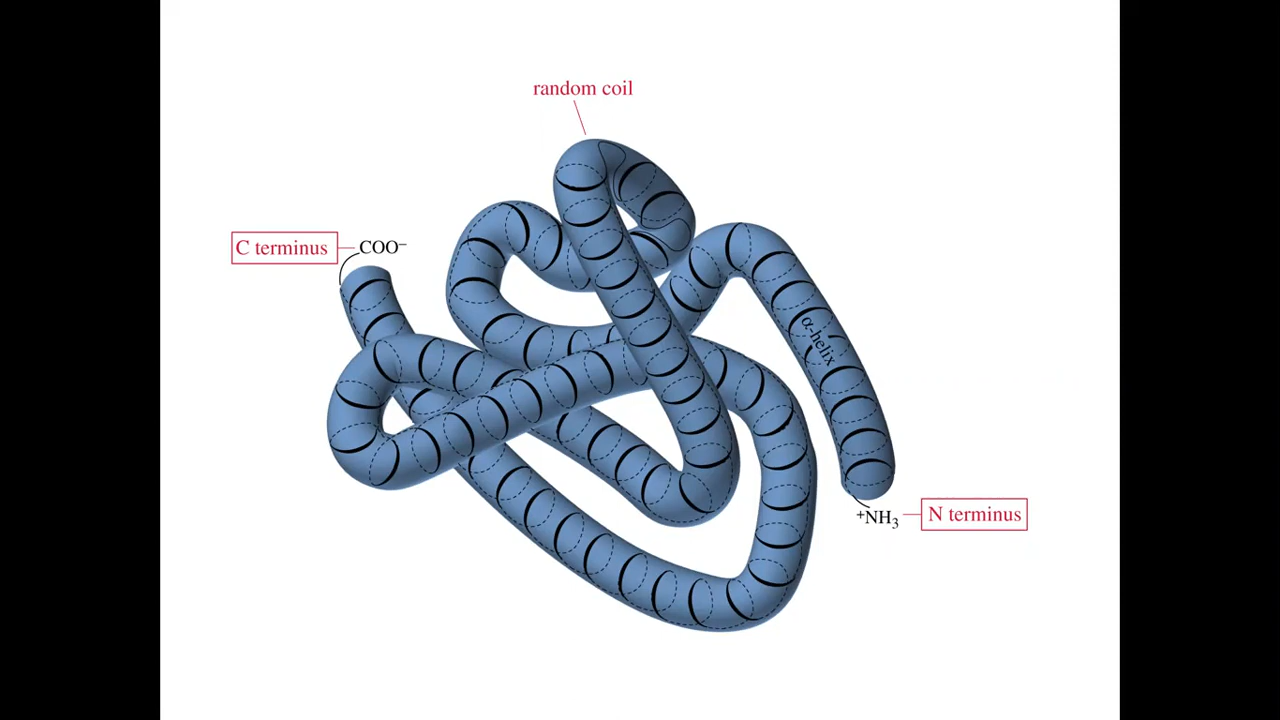 random coil
C terminus
COO⁻
α-helix
⁺NH₃
N terminus